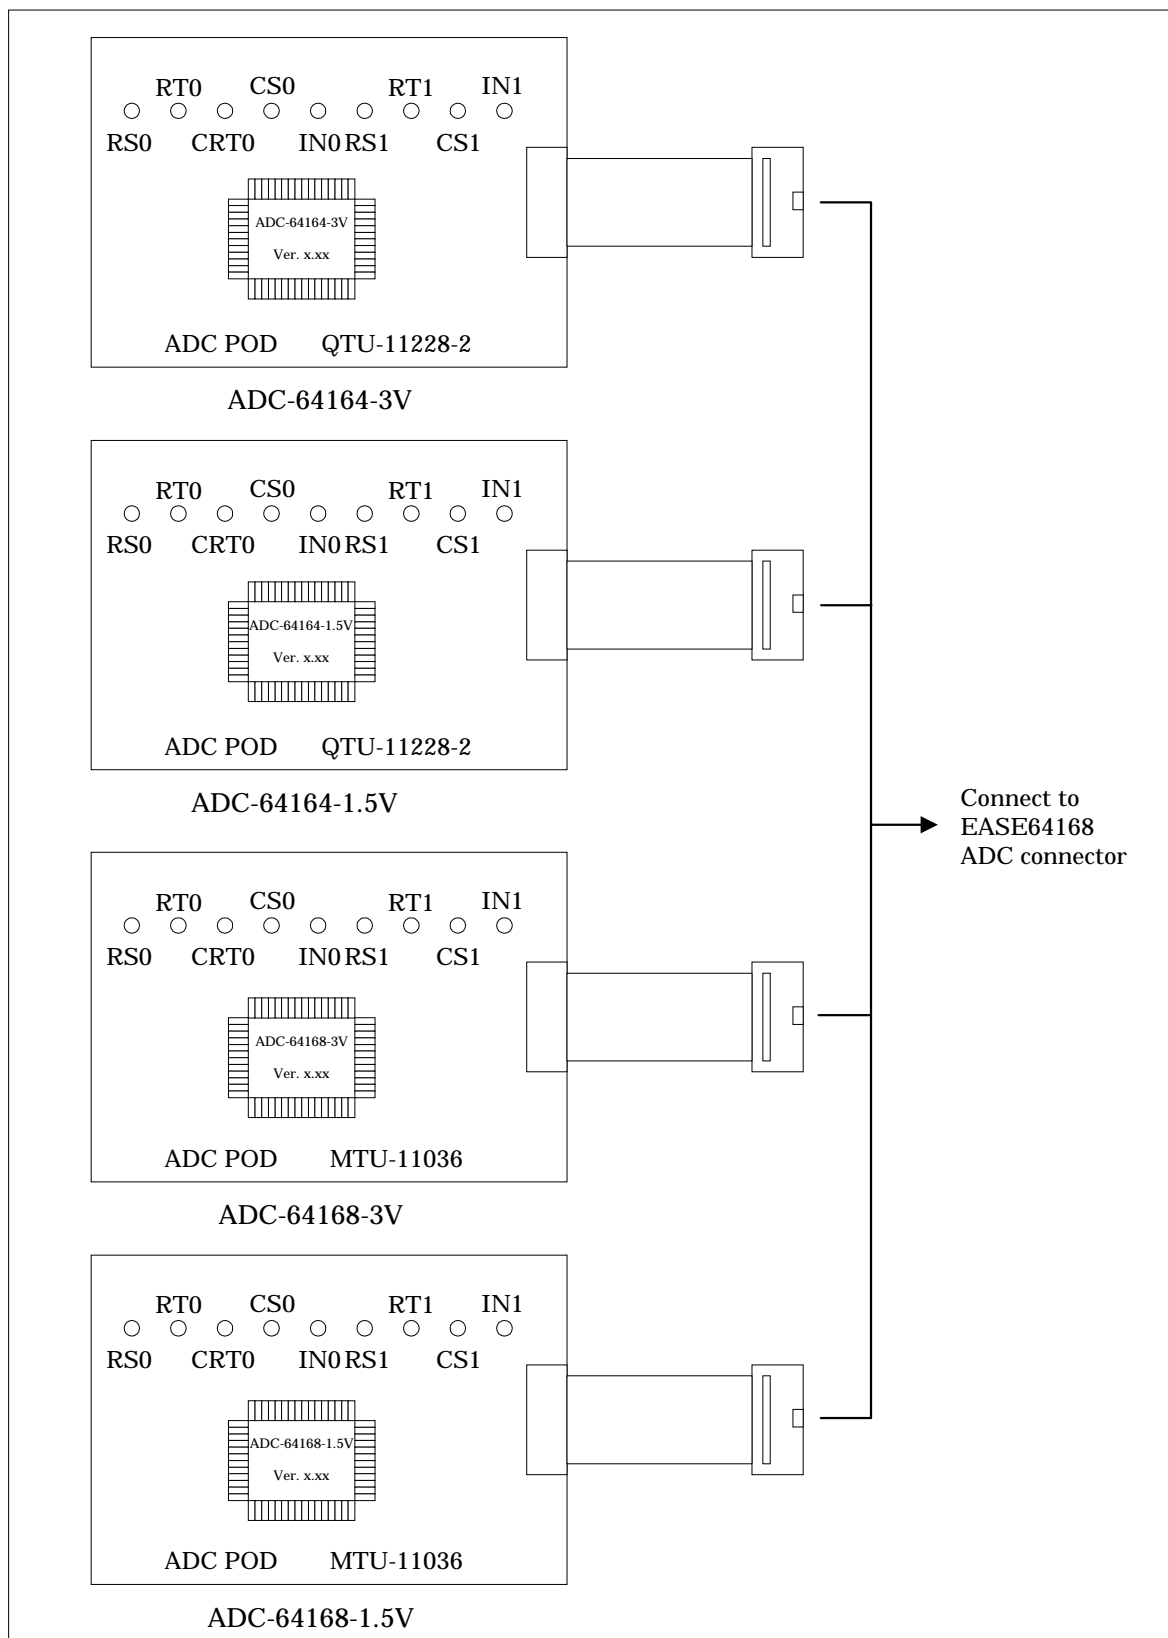 RT0 CS0 RT1 IN1
RS0 CRT0 IN0 RS1 CS1
ADC-64164-3V
Ver. x.xx
ADC POD QTU-11228-2
ADC-64164-3V
RT0 CS0 RT1 IN1
RS0 CRT0 IN0 RS1 CS1
ADC-64164-1.5V
Ver. x.xx
ADC POD QTU-11228-2
ADC-64164-1.5V
Connect to
EASE64168
ADC connector
RT0 CS0 RT1 IN1
RS0 CRT0 IN0 RS1 CS1
ADC-64168-3V
Ver. x.xx
ADC POD MTU-11036
ADC-64168-3V
RT0 CS0 RT1 IN1
RS0 CRT0 IN0 RS1 CS1
ADC-64168-1.5V
Ver. x.xx
ADC POD MTU-11036
ADC-64168-1.5V